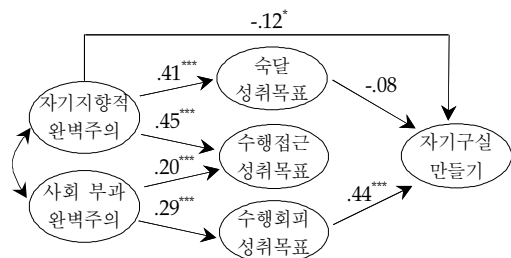 -.12*
.41***
숙달
성취목표
-.08
자기지향적
완벽주의
.45***
수행접근
성취목표
자기구실
만들기
.20***
사회 부과
완벽주의
.29***
수행회피
성취목표
.44***